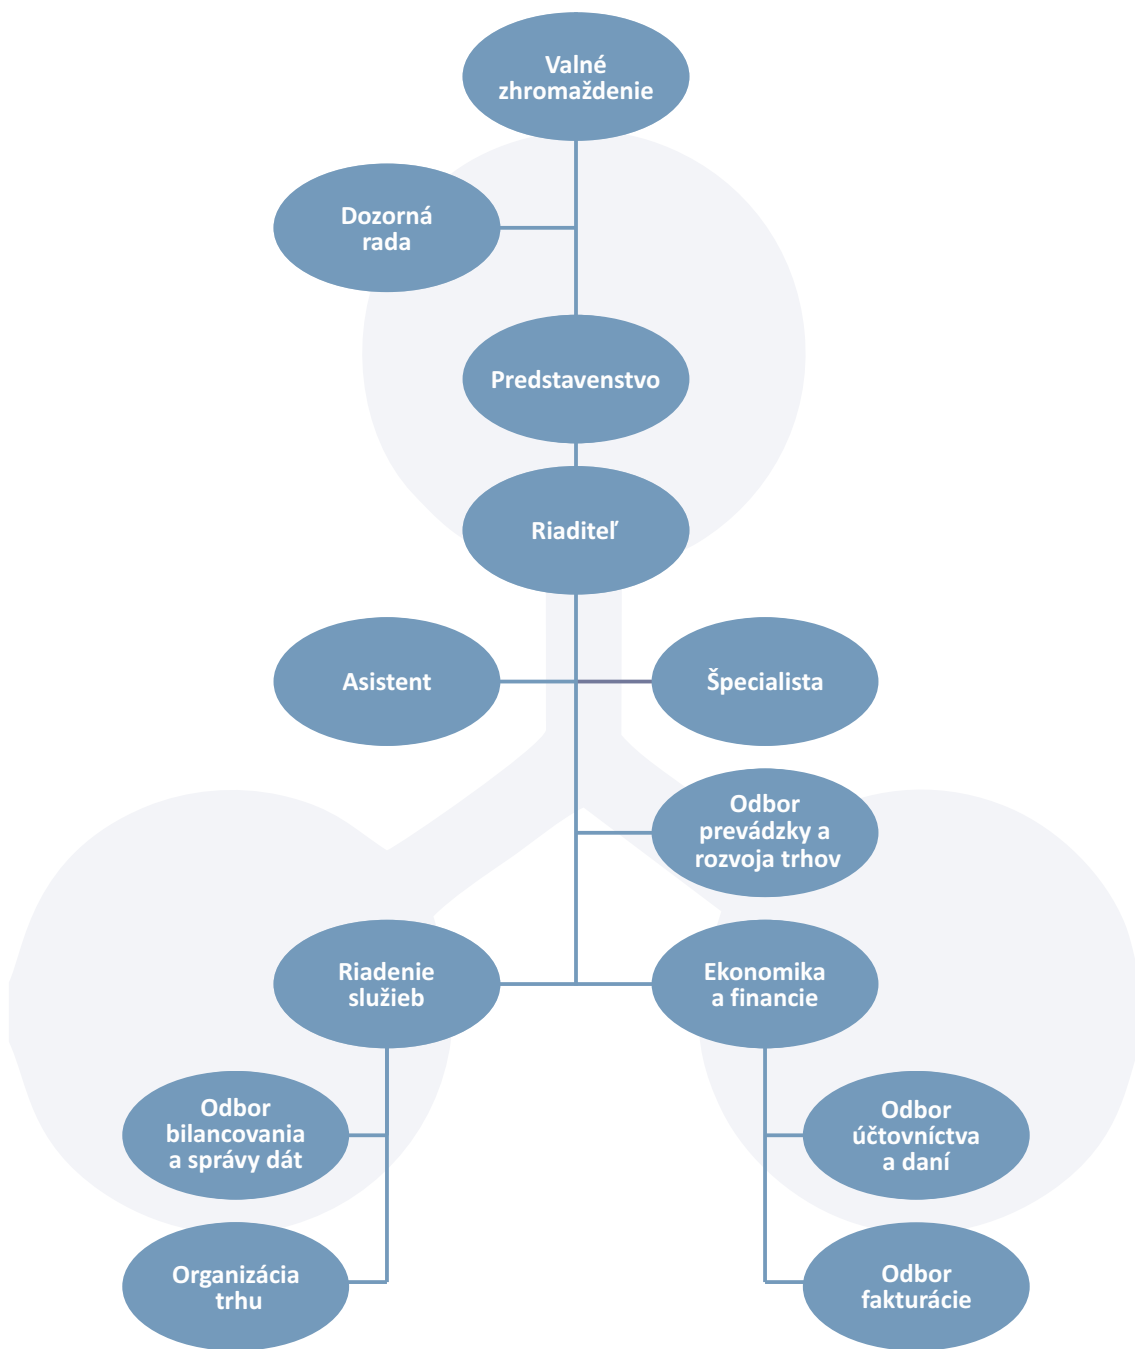 Valné
zhromaždenie
Dozorná
rada
Predstavenstvo
Riaditeľ
Asistent
Špecialista
Odbor
prevádzky a
rozvoja trhov
Riadenie
služieb
Ekonomika
a financie
Odbor
bilancovania
a správy dát
Odbor
účtovníctva
a daní
Organizácia
trhu
Odbor
fakturácie